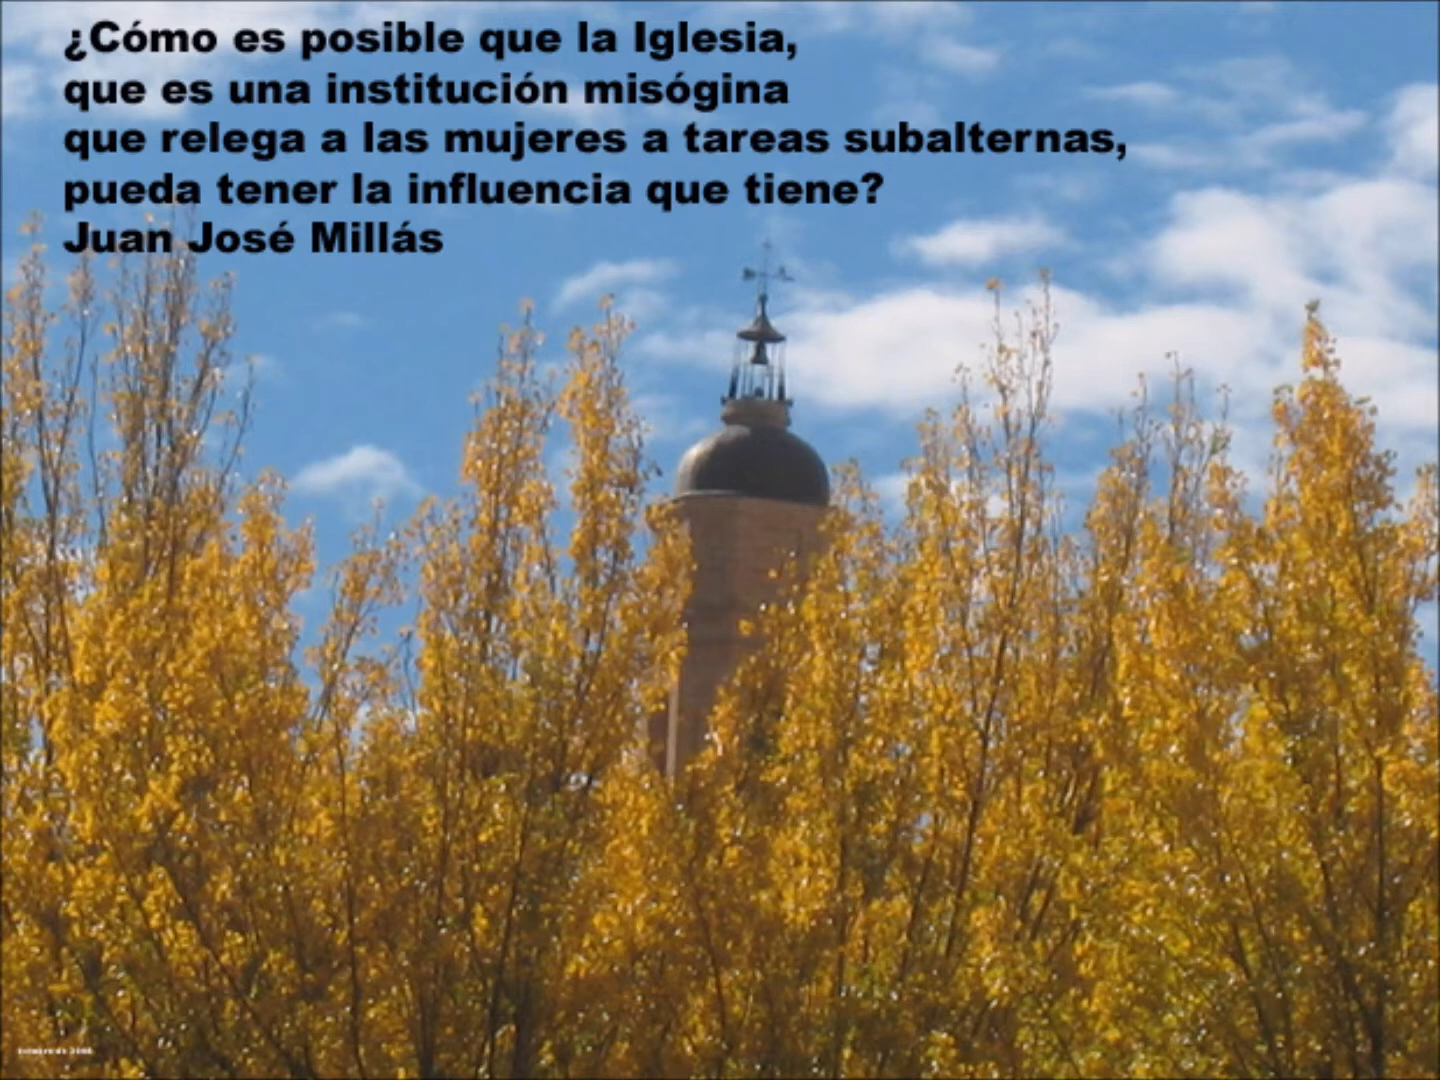 ¿Cómo es posible que la Iglesia,
que es una institución misógina
que relega a las mujeres a tareas subalternas,
pueda tener la influencia que tiene?
Juan José Millás